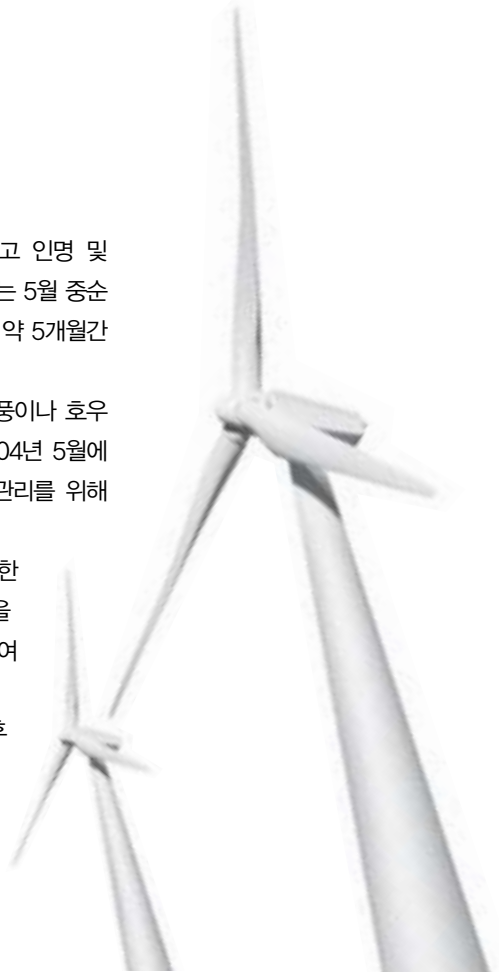 고 인명 및
는 5월 중순
약 5개월간
풍이나 호우
04년 5월에
관리를 위해
한
을
여